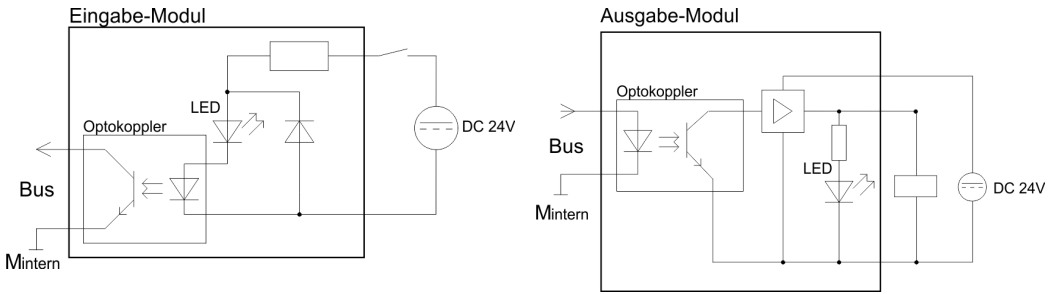 Eingabe-Modul
LED
Optokoppler
DC 24V
Bus
Mintern
Ausgabe-Modul
Optokoppler
Bus
LED
DC 24V
Mintern